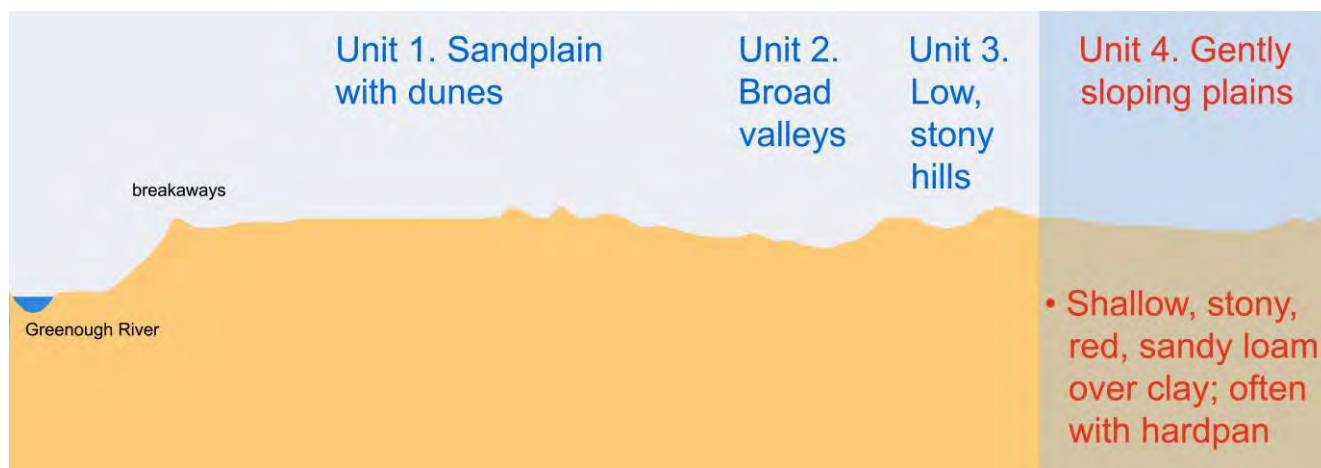 Unit 1. Sandplain
with dunes
Unit 2.
Broad
valleys
Unit 3.
Low,
stony
hills
Unit 4. Gently
sloping plains
breakaways
Greenough River
• Shallow, stony,
red, sandy loam
over clay; often
with hardpan